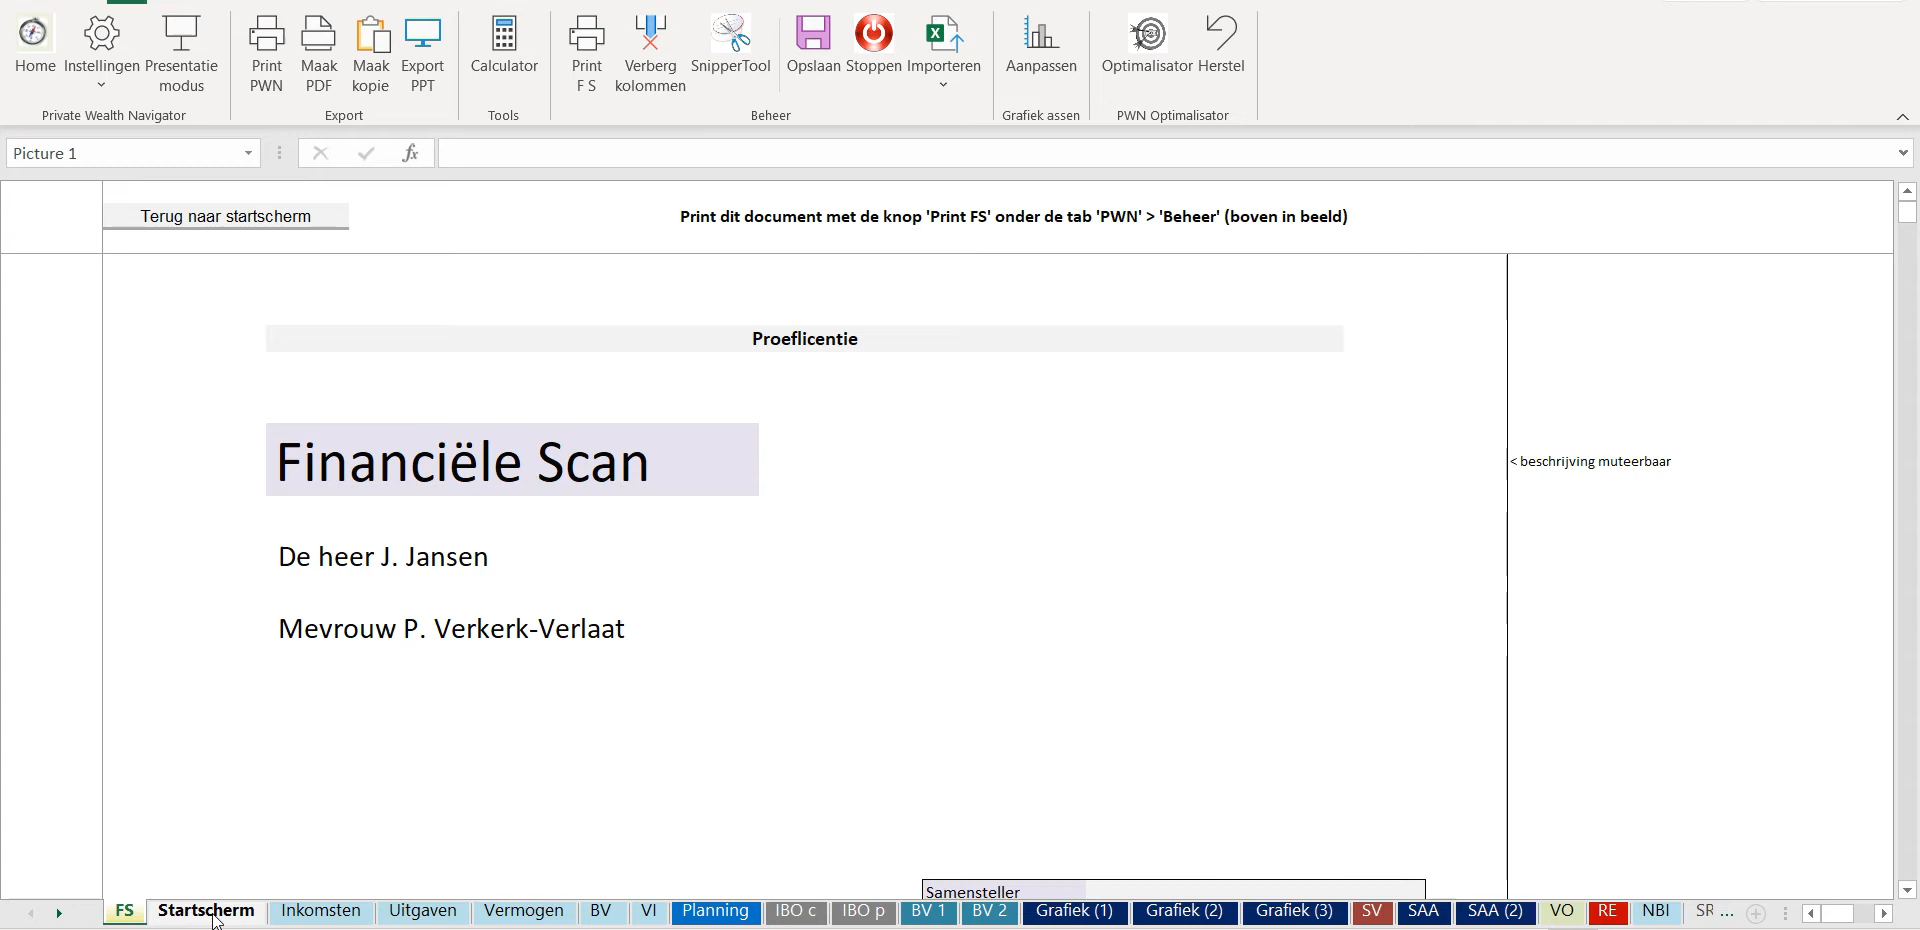 Home Instellingen Presentatie modus
Print PWN Maak PDF Maak kopie Export PPT
Calculator
Print F S Verberg kolommen SnipperTool Opslaan Stoppen Importeren
Aanpassen
Optimalisator Herstel
Private Wealth Navigator Export Tools Beheer Grafiek assen PWN Optimalisator
Picture 1 fx
Terug naar startscherm
Print dit document met de knop 'Print FS' onder de tab 'PWN' > 'Beheer' (boven in beeld)
Proeflicentie
Financiële Scan
< beschrijving muteerbaar
De heer J. Jansen
Mevrouw P. Verkerk-Verlaat
Samensteller
FS Startscherm Inkomsten Uitgaven Vermogen BV VI Planning IBO c IBO p BV 1 BV 2 Grafiek (1) Grafiek (2) Grafiek (3) SV SAA SAA (2) VO RE NBI SR ...